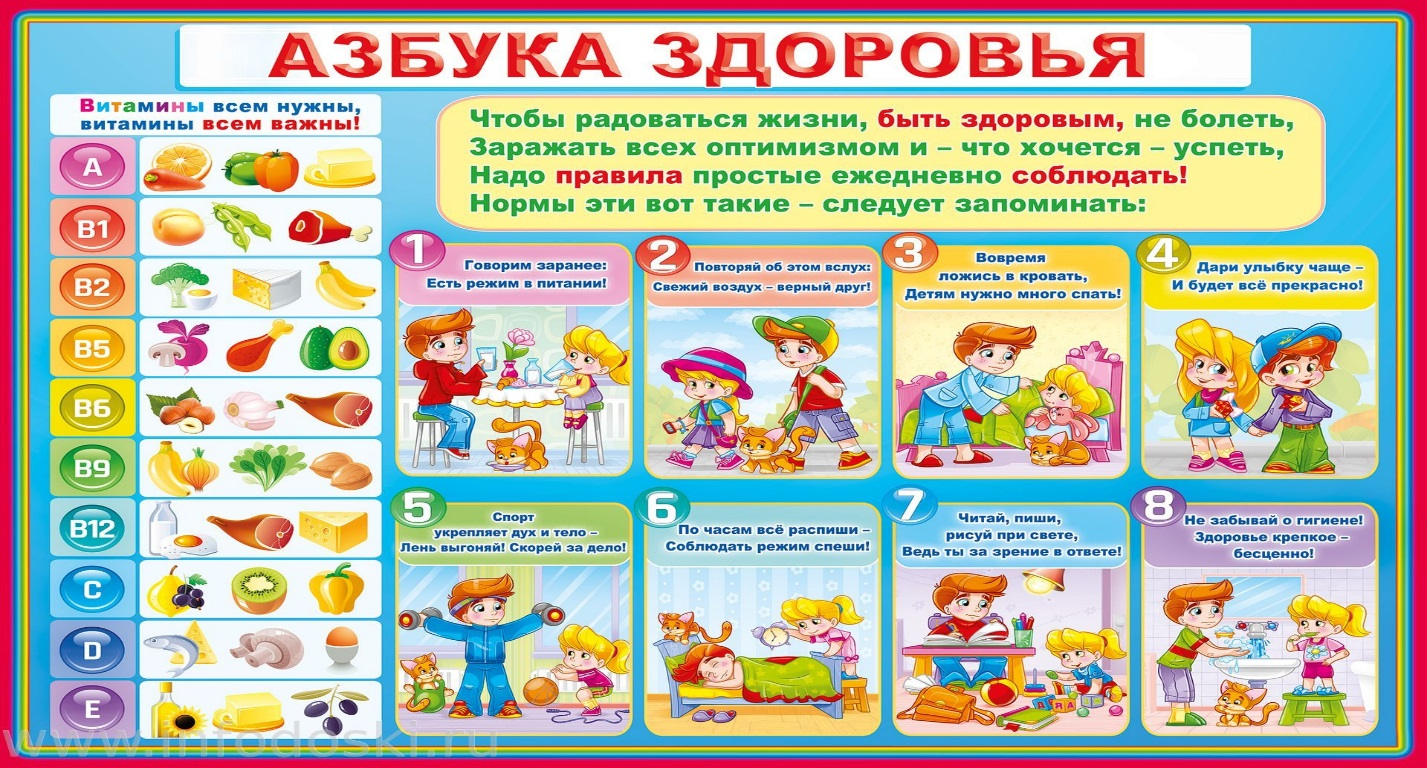 АЗБУКА ЗДОРОВЬЯ
Витамины всем нужны,
витамины всем важны!
A
B1
B2
B5
B6
B9
B12
C
D
E
Чтобы радоваться жизни, быть здоровым, не болеть,
Заражать всех оптимизмом и – что хочется – успеть,
Надо правила простые ежедневно соблюдать!
Нормы эти вот такие – следует запоминать:
1
Говорим заранее:
Есть режим в питании!
2
Повторяй об этом вслух:
Свежий воздух – верный друг!
3
Вовремя
ложись в кровать,
Детям нужно много спать!
4
Дари улыбку чаще –
И будет всё прекрасно!
5
Спорт
укрепляет дух и тело –
Лень выгоняй! Скорей за дело!
6
По часам всё распиши –
Соблюдать режим спеши!
7
Читай, пиши,
рисуй при свете,
Ведь ты за зрение в ответе!
8
Не забывай о гигиене!
Здоровье крепкое –
бесценно!
www.infodoski.ru